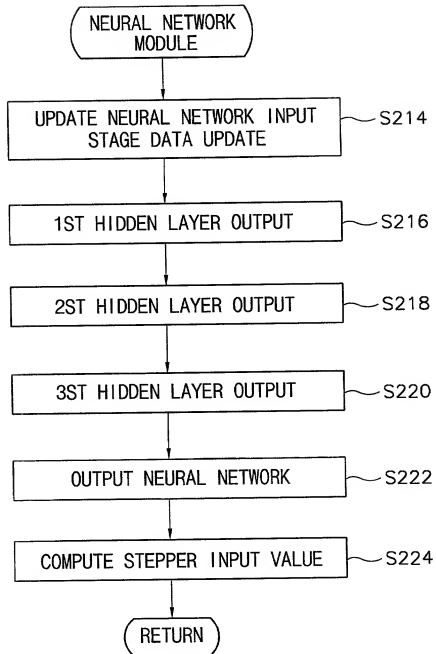 NEURAL NETWORK
MODULE
UPDATE NEURAL NETWORK INPUT
STAGE DATA UPDATE
S214
1ST HIDDEN LAYER OUTPUT
S216
2ST HIDDEN LAYER OUTPUT
S218
3ST HIDDEN LAYER OUTPUT
S220
OUTPUT NEURAL NETWORK
S222
COMPUTE STEPPER INPUT VALUE
S224
RETURN